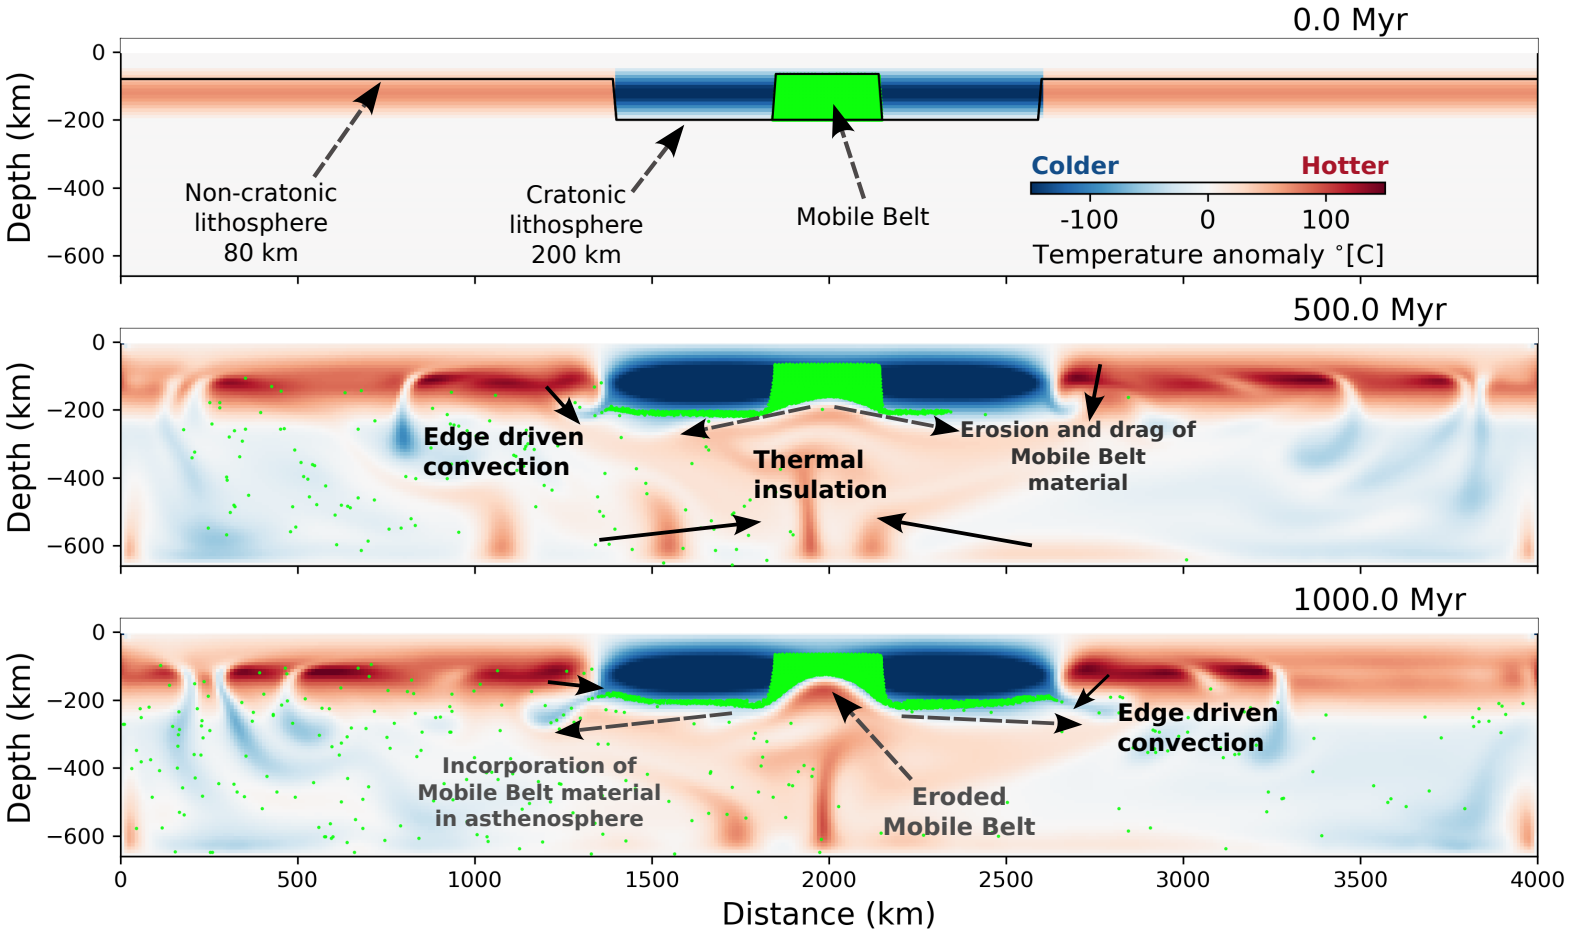 0.0 Myr
0
−200
−400
−600
Depth (km)
Non-cratonic
lithosphere
80 km
Cratonic
lithosphere
200 km
Mobile Belt
Colder
Hotter
-100
0
100
Temperature anomaly °[C]
500.0 Myr
0
−200
−400
−600
Depth (km)
Edge driven
convection
Thermal
insulation
Erosion and drag of
Mobile Belt
material
1000.0 Myr
0
−200
−400
−600
Depth (km)
Incorporation of
Mobile Belt material
in asthenosphere
Eroded
Mobile Belt
Edge driven
convection
0
500
1000
1500
2000
2500
3000
3500
4000
Distance (km)